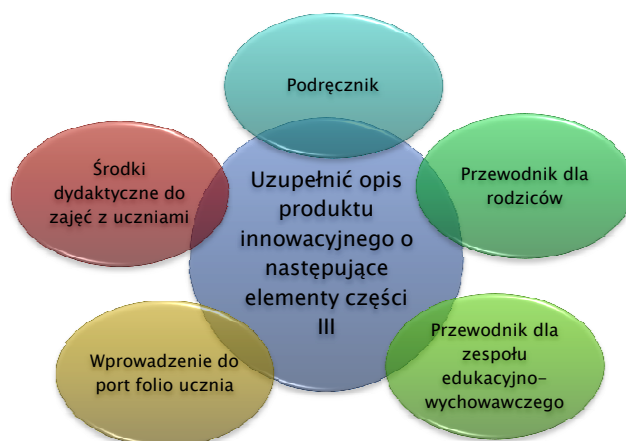 Podręcznik
Środki
dydaktyczne do
zajęć z uczniami
Uzupełnić opis
produktu
innowacyjnego o
następujące
elementy części
III
Przewodnik dla
rodziców
Wprowadzenie do
port folio ucznia
Przewodnik dla
zespołu
edukacyjno-
wychowawczego